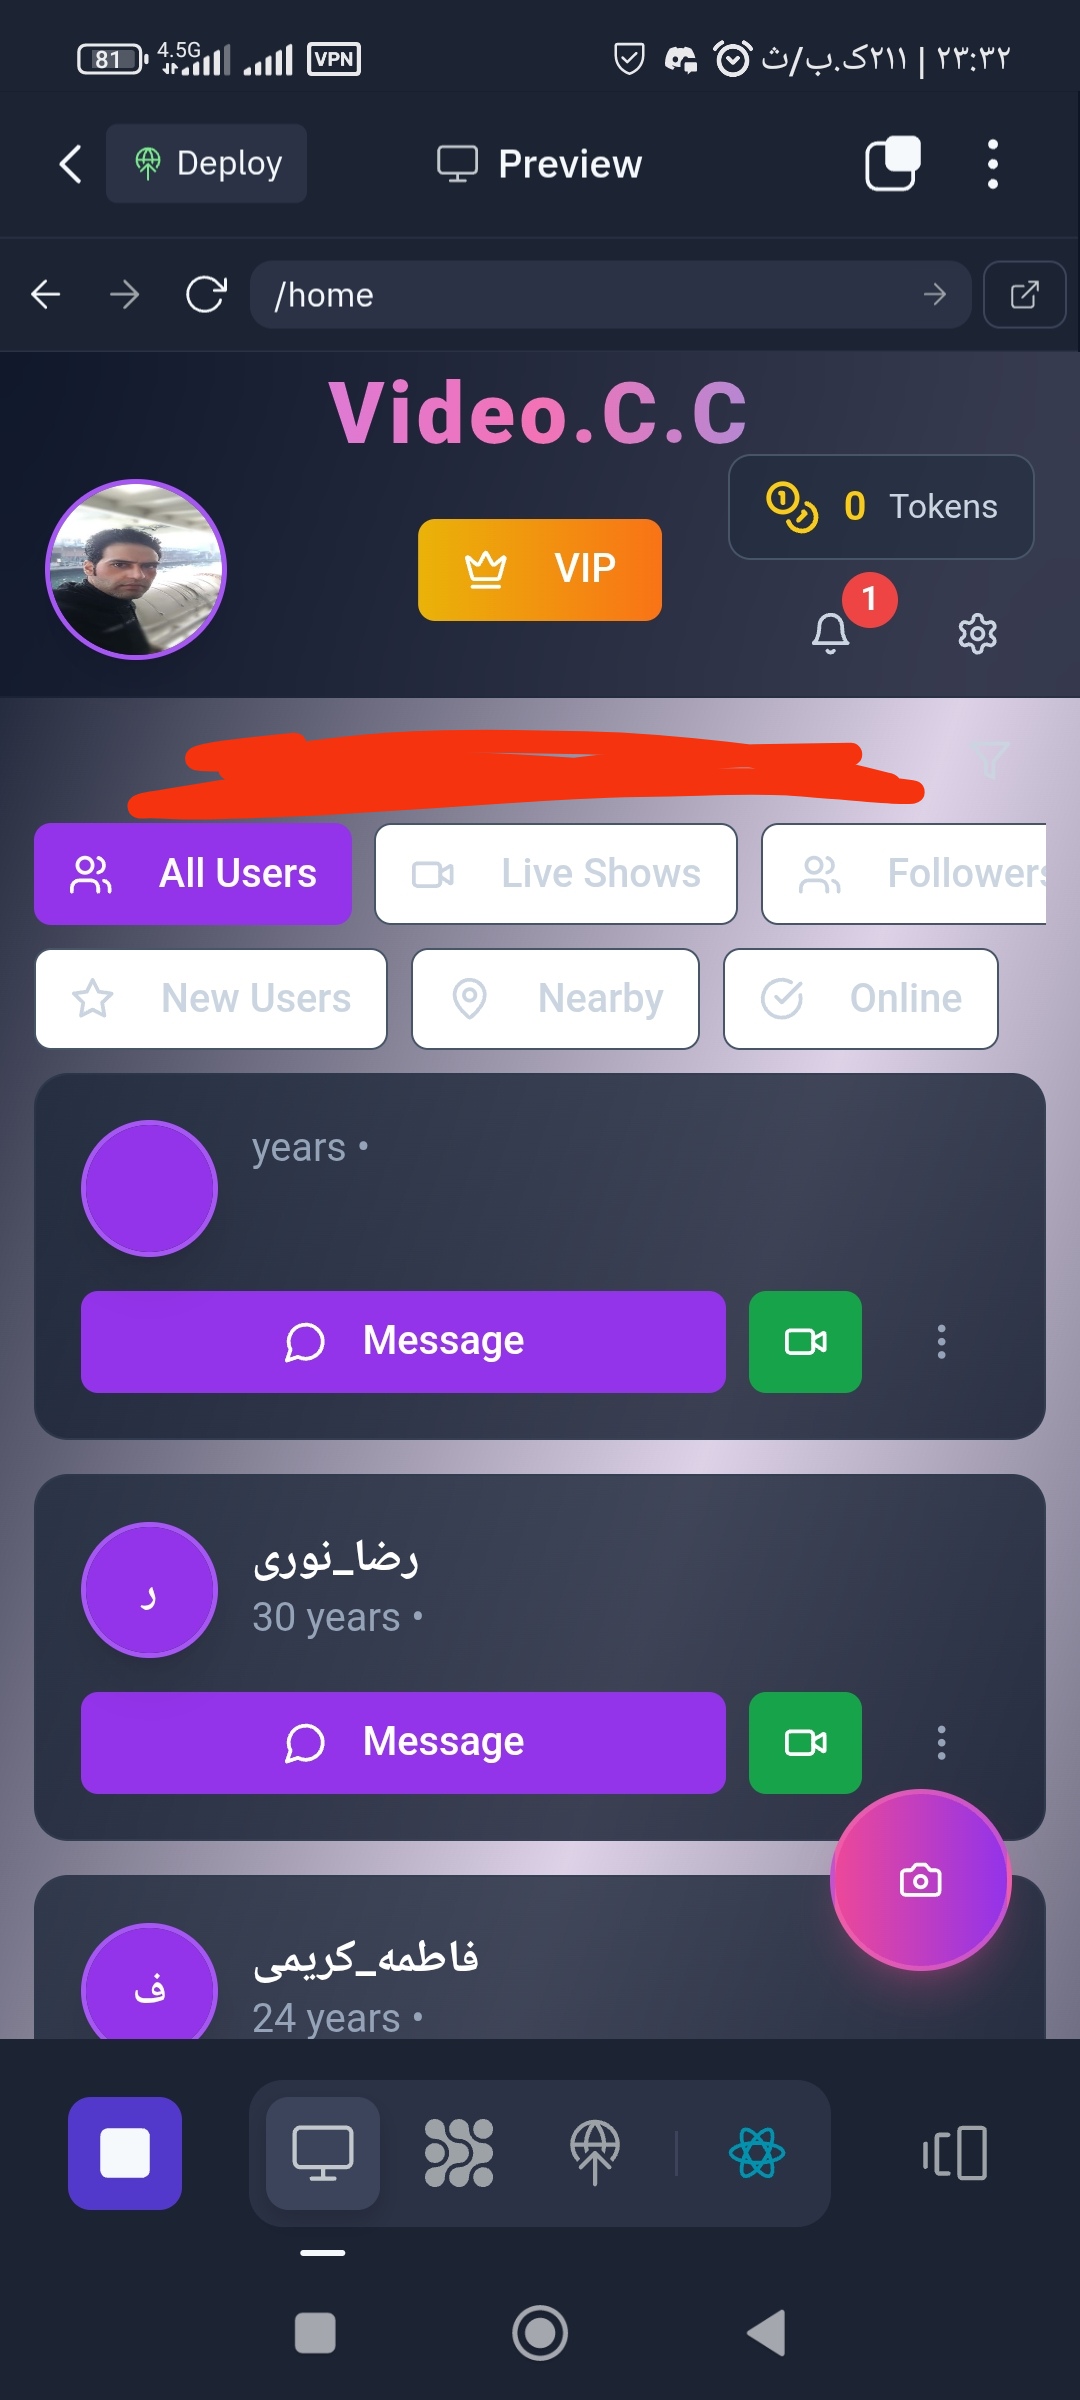 81 4.5G VPN ۲۳:۳۲ | ۲۱۱ک.ب/ث
Deploy Preview
/home
Video.C.C
0 Tokens
VIP
1
All Users Live Shows Followers
New Users Nearby Online
years •
Message
ر رضا_نوری
30 years •
Message
ف فاطمه_کریمی
24 years •